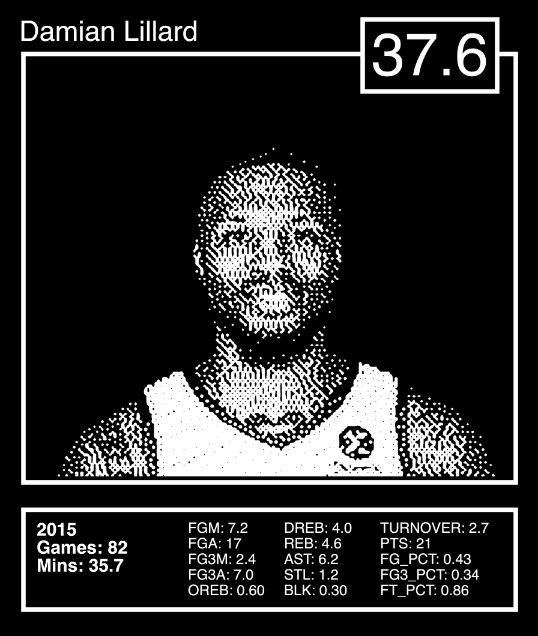 Damian Lillard
37.6
2015
Games: 82
Mins: 35.7
FGM: 7.2
FGA: 17
FG3M: 2.4
FG3A: 7.0
OREB: 0.60
DREB: 4.0
REB: 4.6
AST: 6.2
STL: 1.2
BLK: 0.30
TURNOVER: 2.7
PTS: 21
FG_PCT: 0.43
FG3_PCT: 0.34
FT_PCT: 0.86